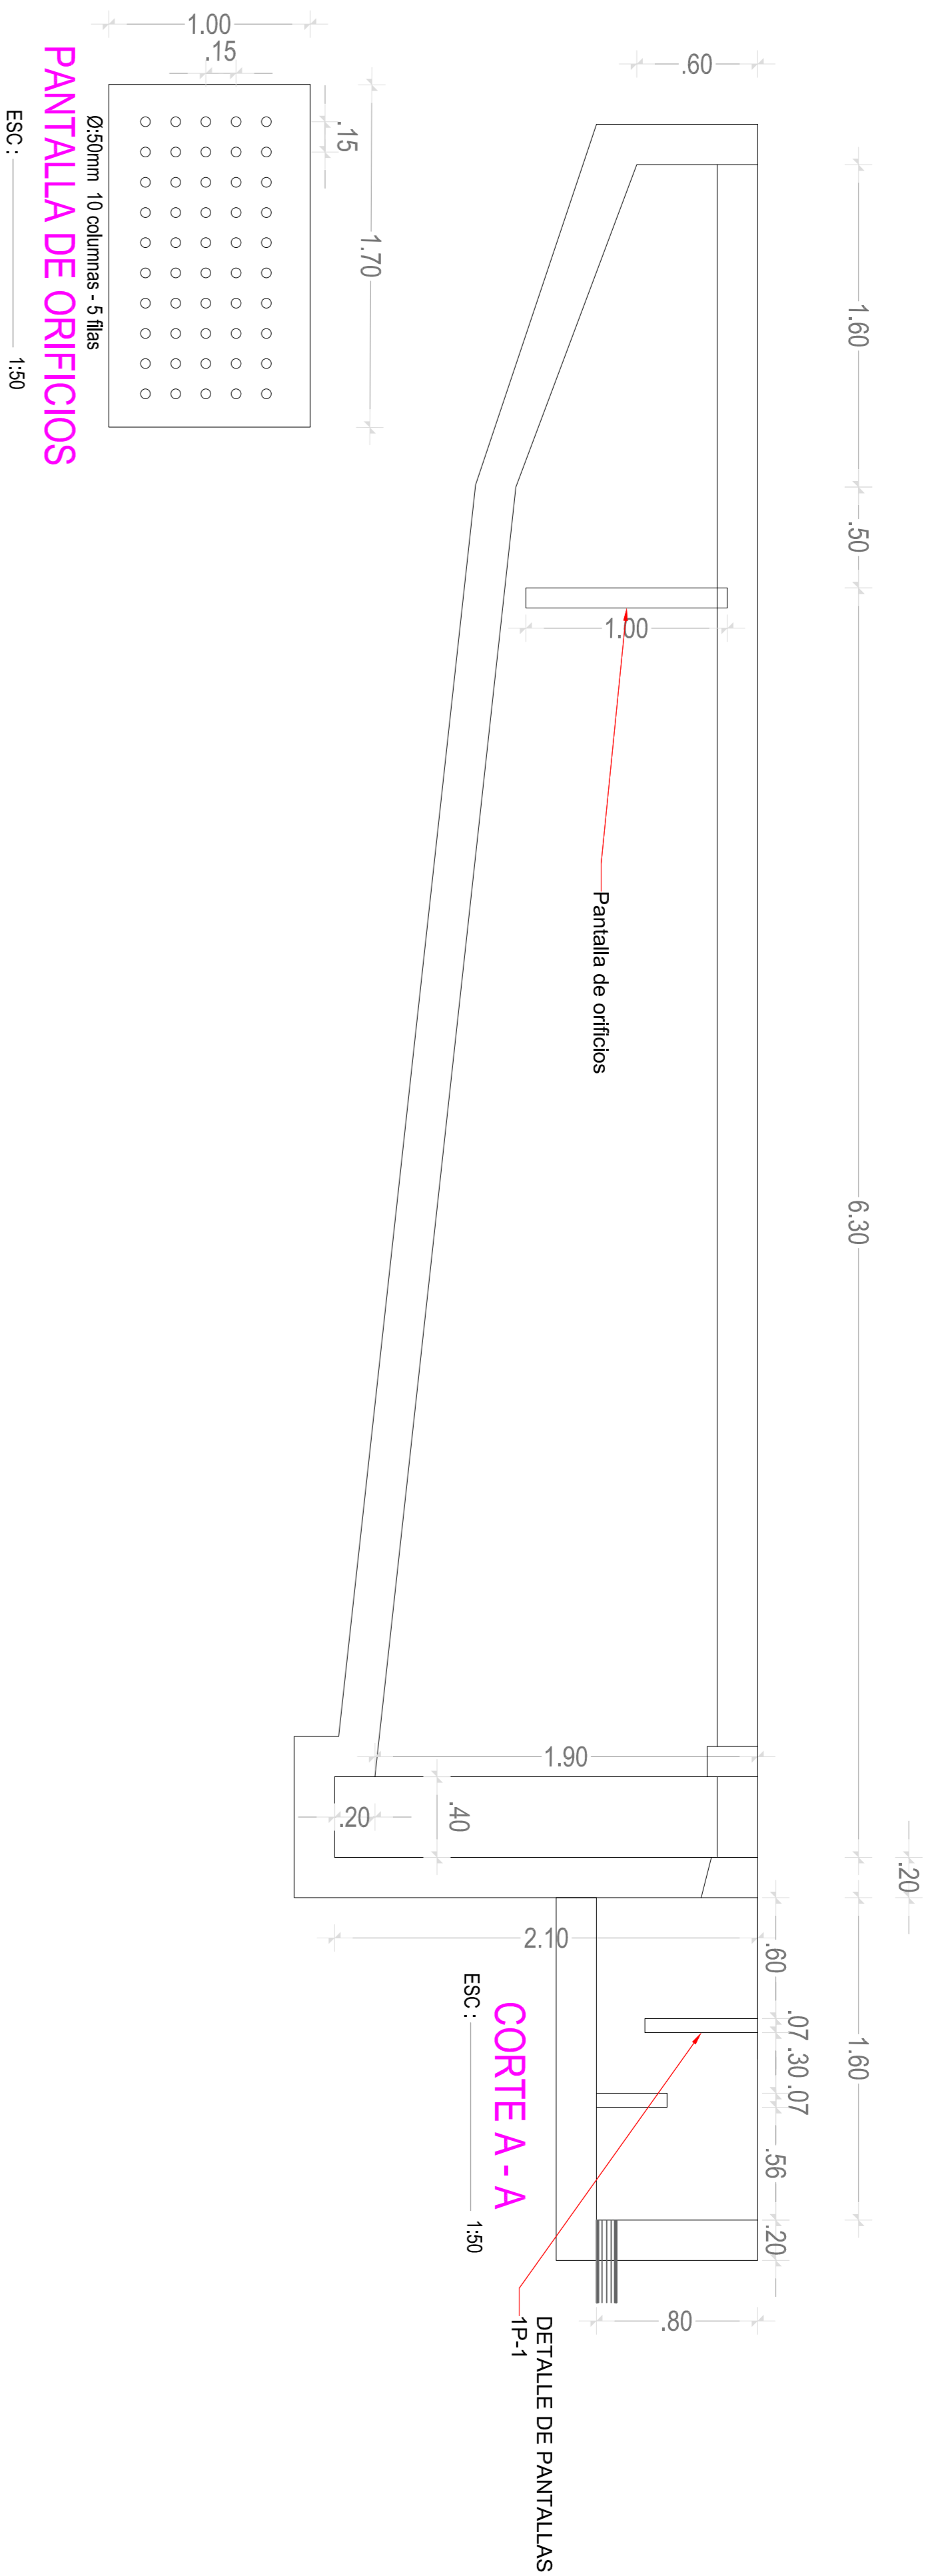 .20
1.60 .50 6.30 1.60
.07 .30 .07
.60 .56 .20
.60
.80
1.00
Pantalla de orificios
1.90
2.10
DETALLE DE PANTALLAS
1P-1
CORTE A - A
ESC : 1:50
.40
.20
1.70
.15
.15
1.00
Ø:50mm 10 columnas - 5 filas
PANTALLA DE ORIFICIOS
ESC : 1:50